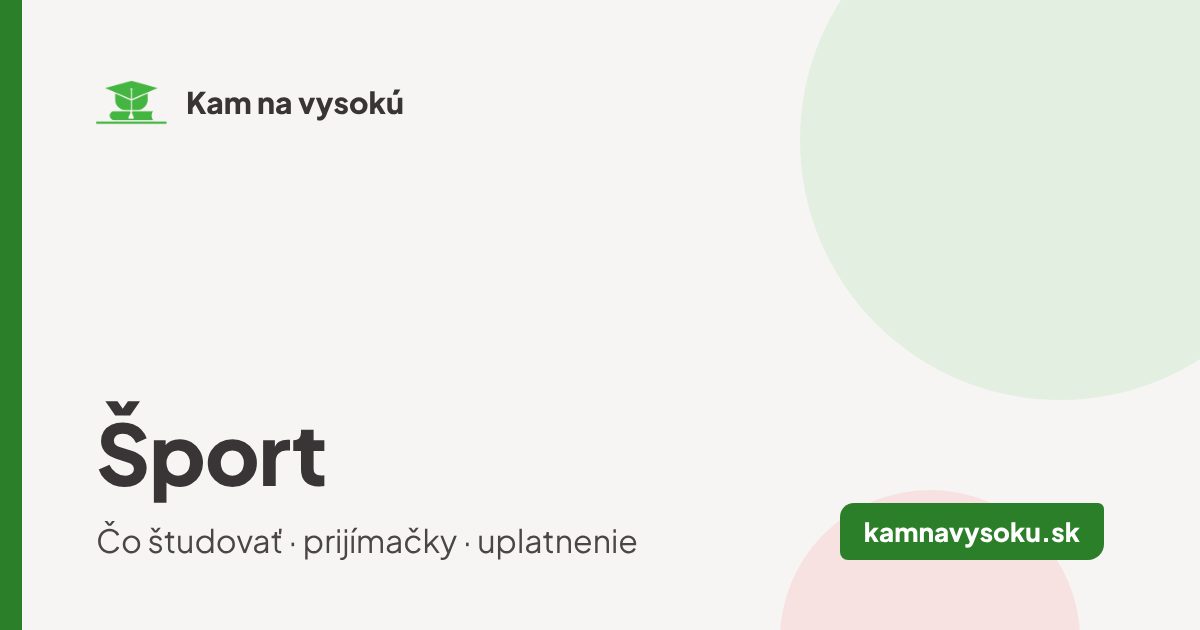 Kam na vysokú
Šport
Čo študovať · prijímačky · uplatnenie
kamnavysoku.sk